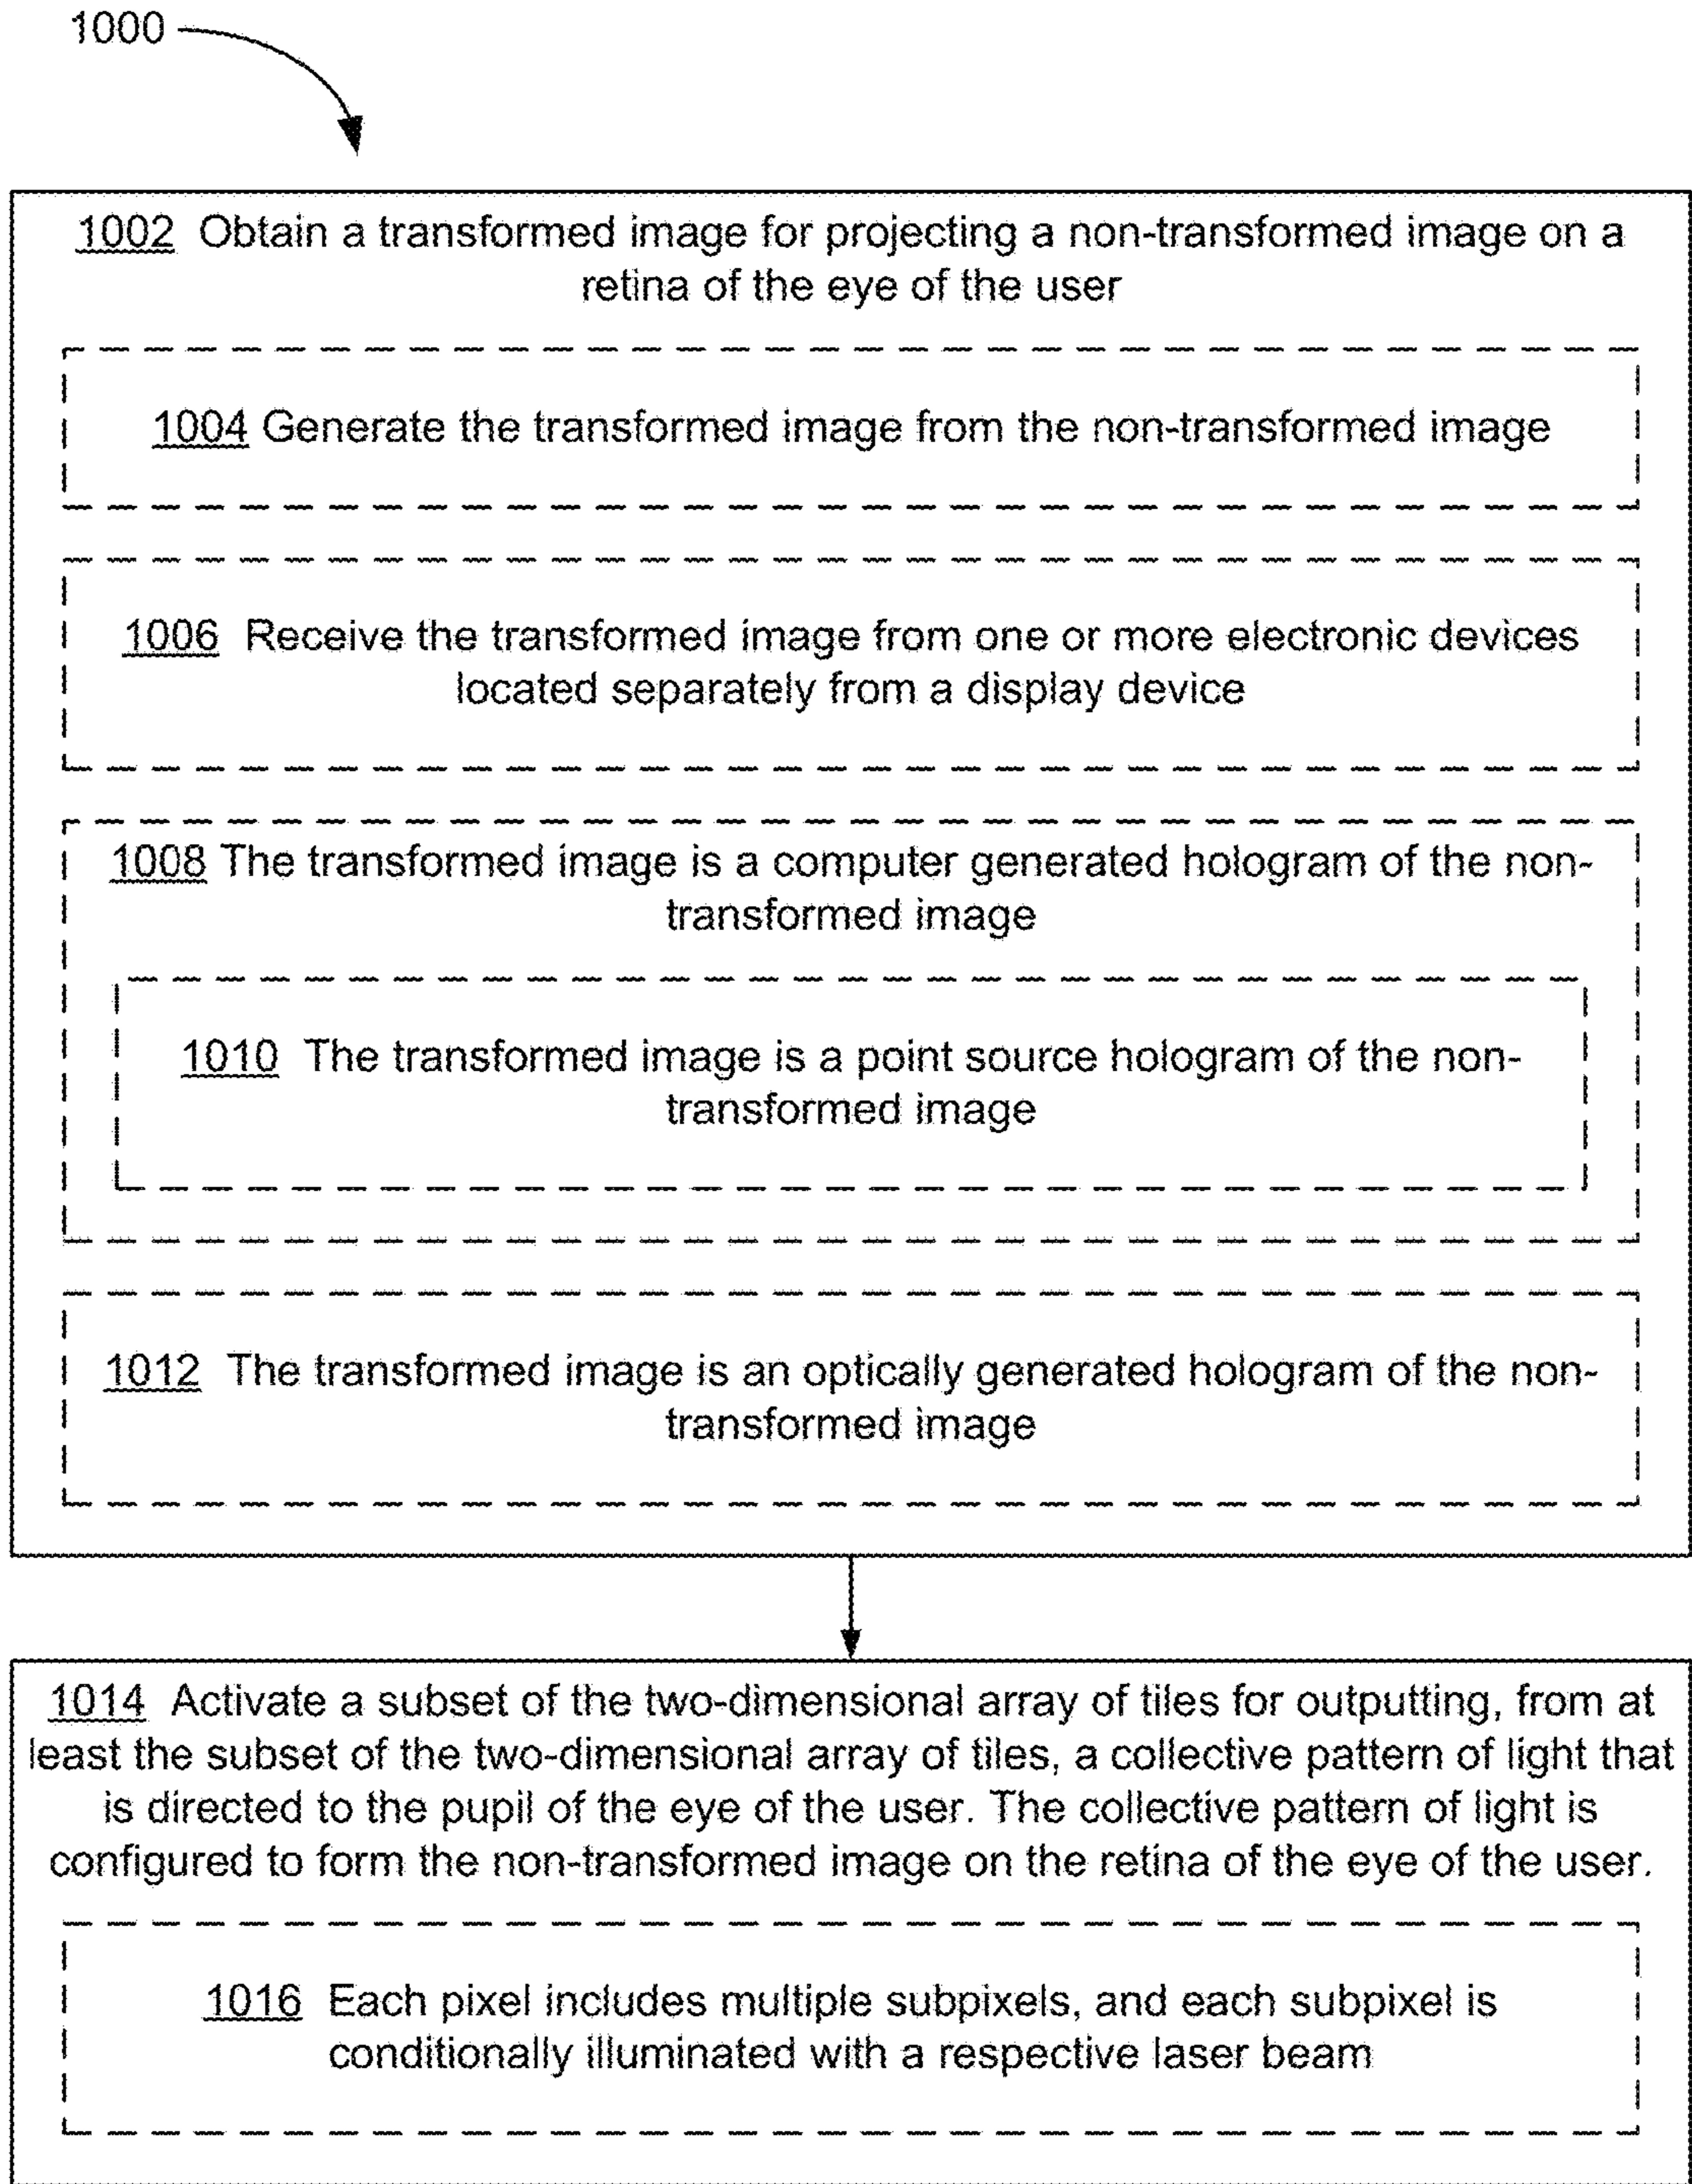 1000
1002 Obtain a transformed image for projecting a non-transformed image on a
retina of the eye of the user
1004 Generate the transformed image from the non-transformed image
1006 Receive the transformed image from one or more electronic devices
located separately from a display device
1008 The transformed image is a computer generated hologram of the non-
transformed image
1010 The transformed image is a point source hologram of the non-
transformed image
1012 The transformed image is an optically generated hologram of the non-
transformed image
1014 Activate a subset of the two-dimensional array of tiles for outputting, from at
least the subset of the two-dimensional array of tiles, a collective pattern of light that
is directed to the pupil of the eye of the user. The collective pattern of light is
configured to form the non-transformed image on the retina of the eye of the user.
1016 Each pixel includes multiple subpixels, and each subpixel is
conditionally illuminated with a respective laser beam